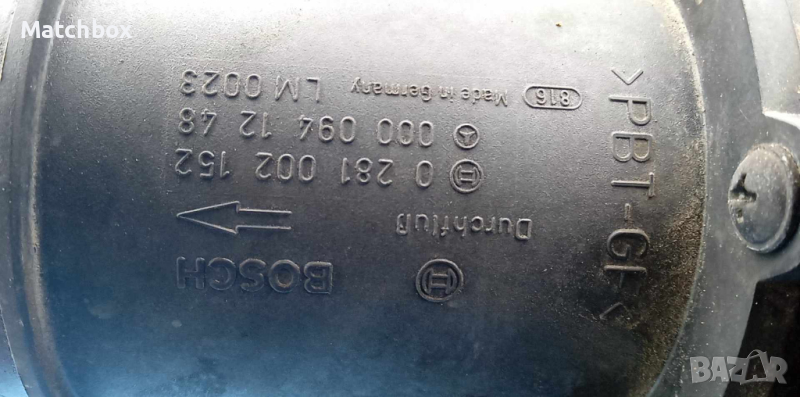 Matchbox
BOSCH
Durchfluß
0 281 002 152
000 094 12 48
LM 0023
Made in Germany 816
>PBT-GF<
BAZAR